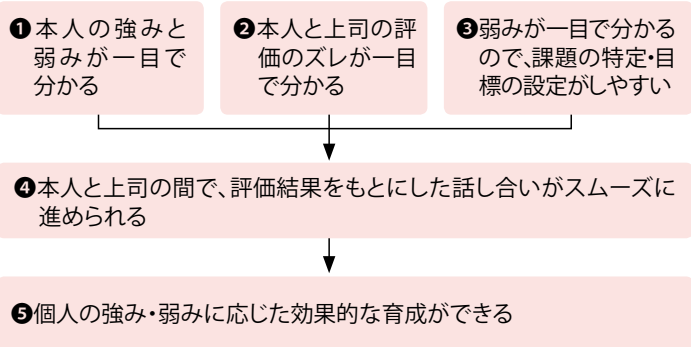 ❶本人の強みと
弱みが一目で
分かる
❷本人と上司の評
価のズレが一目
で分かる
❸弱みが一目で分かる
ので、課題の特定・目
標の設定がしやすい
❹本人と上司の間で、評価結果をもとにした話し合いがスムーズに
進められる
❺個人の強み・弱みに応じた効果的な育成ができる